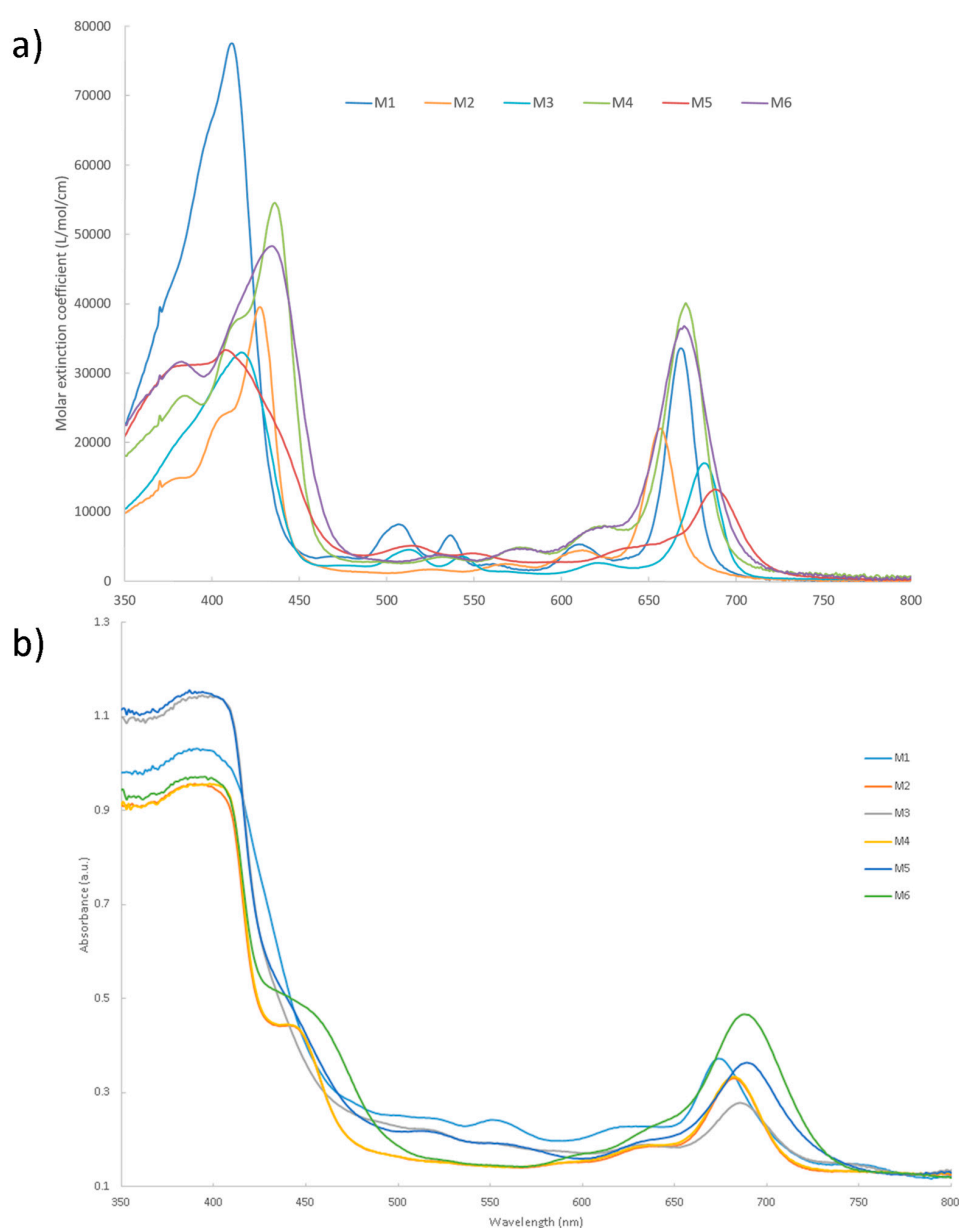 a)
Molar extinction coefficient (L/mol/cm)
80000
70000
60000
50000
40000
30000
20000
10000
0
M1 M2 M3 M4 M5 M6
350 400 450 500 550 600 650 700 750 800
b)
Absorbance (a.u.)
1.3
1.1
0.9
0.7
0.5
0.3
0.1
M1
M2
M3
M4
M5
M6
350 400 450 500 550 600 650 700 750 800
Wavelength (nm)